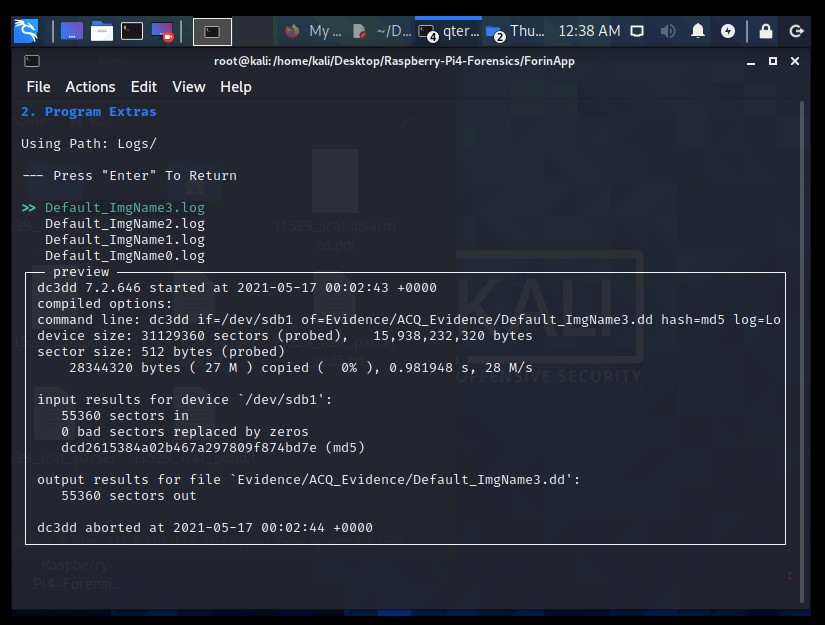 My ...
~/D...
4
qter...
2
Thu...
12:38 AM
root@kali: /home/kali/Desktop/Raspberry-Pi4-Forensics/ForinApp
File Actions Edit View Help
2. Program Extras
Using Path: Logs/
--- Press "Enter" To Return
>> Default_ImgName3.log
Default_ImgName2.log
Default_ImgName1.log
Default_ImgName0.log
preview
dc3dd 7.2.646 started at 2021-05-17 00:02:43 +0000
compiled options:
command line: dc3dd if=/dev/sdb1 of=Evidence/ACQ_Evidence/Default_ImgName3.dd hash=md5 log=Lo
device size: 31129360 sectors (probed),   15,938,232,320 bytes
sector size: 512 bytes (probed)
28344320 bytes ( 27 M ) copied (  0% ), 0.981948 s, 28 M/s
input results for device `/dev/sdb1':
55360 sectors in
0 bad sectors replaced by zeros
dcd2615384a02b467a297809f874bd7e (md5)
output results for file `Evidence/ACQ_Evidence/Default_ImgName3.dd':
55360 sectors out
dc3dd aborted at 2021-05-17 00:02:44 +0000
KALI
OFFENSIVE SECURITY
Raspberry-
Pi4-Forensi...
: